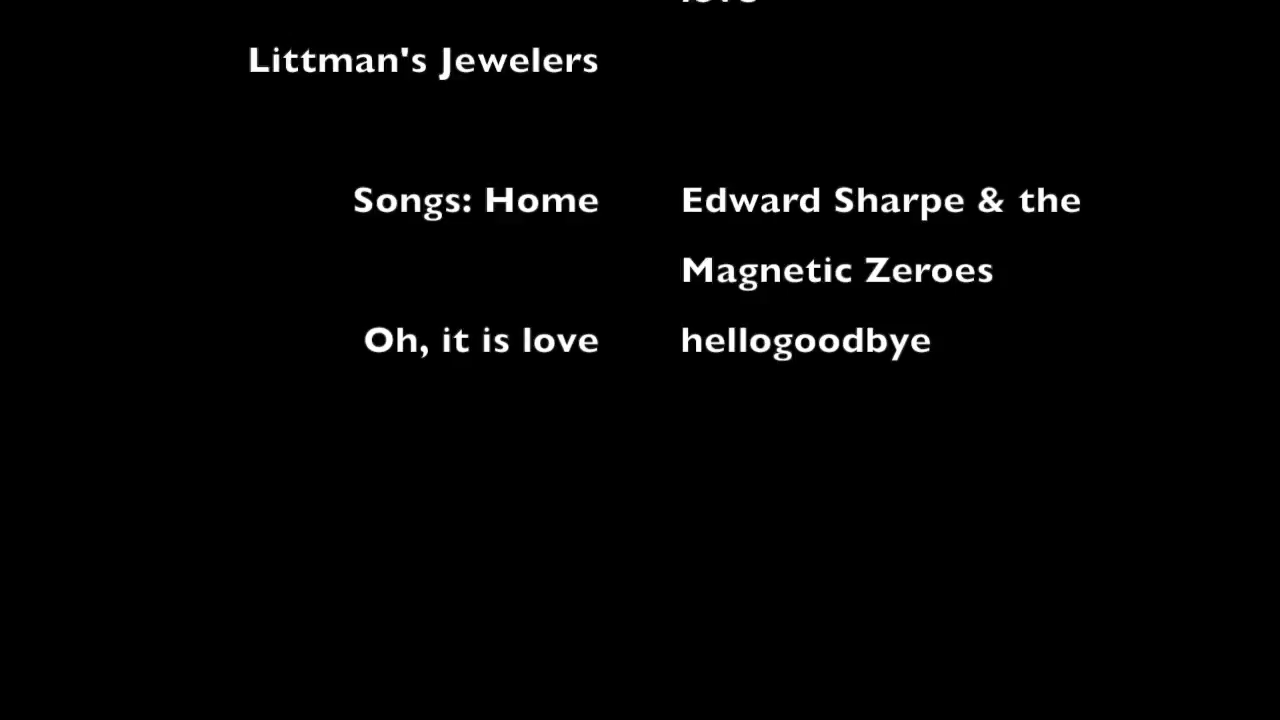 Littman's Jewelers
Songs: Home Edward Sharpe & the
Magnetic Zeroes
Oh, it is love hellogoodbye